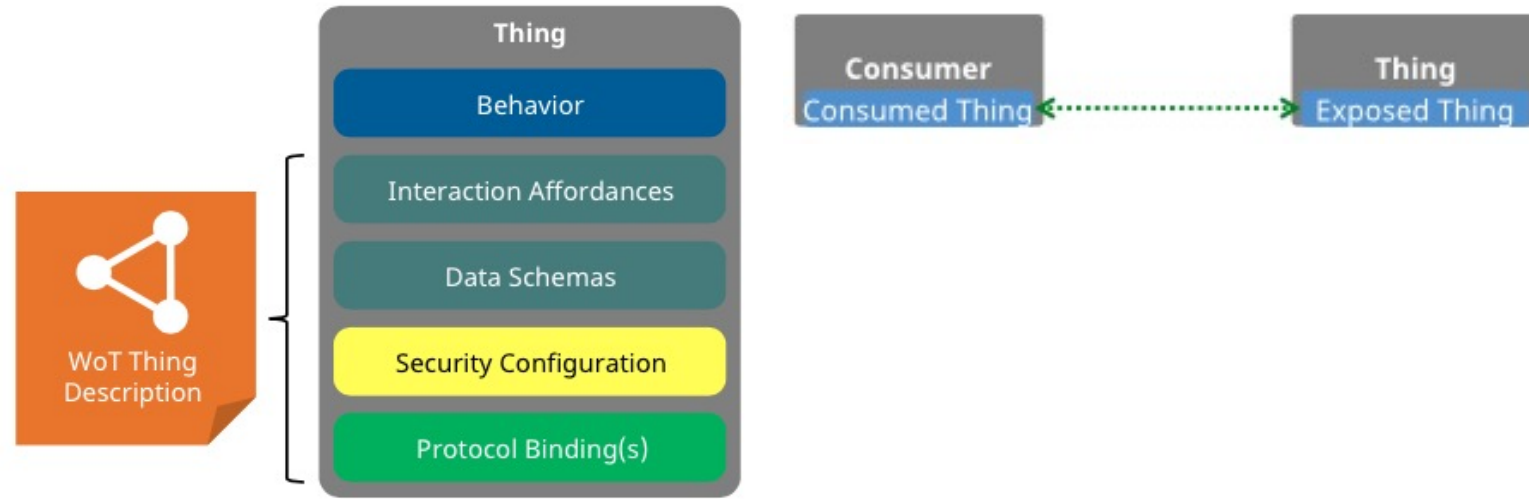 Thing
Behavior
Interaction Affordances
Data Schemas
Security Configuration
Protocol Binding(s)
WoT Thing
Description
Consumer
Consumed Thing
Thing
Exposed Thing